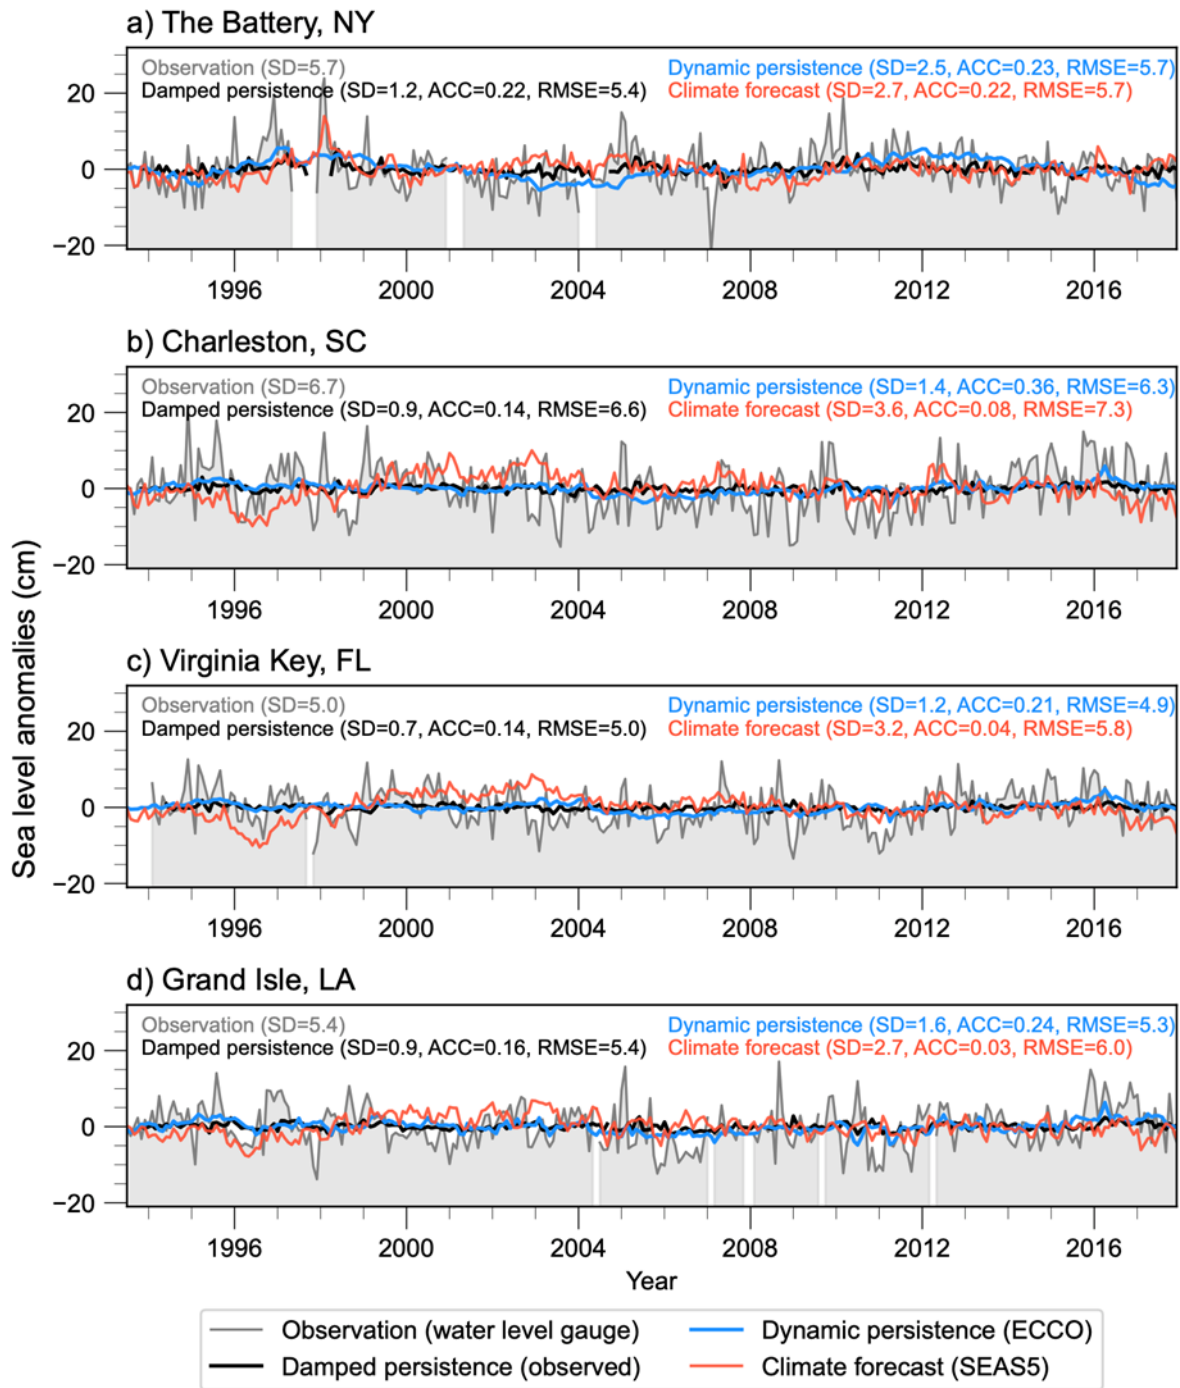 a) The Battery, NY
Observation (SD=5.7)
Dynamic persistence (SD=2.5, ACC=0.23, RMSE=5.7)
Damped persistence (SD=1.2, ACC=0.22, RMSE=5.4)
Climate forecast (SD=2.7, ACC=0.22, RMSE=5.7)
20
0
−20
1996 2000 2004 2008 2012 2016
b) Charleston, SC
Observation (SD=6.7)
Dynamic persistence (SD=1.4, ACC=0.36, RMSE=6.3)
Damped persistence (SD=0.9, ACC=0.14, RMSE=6.6)
Climate forecast (SD=3.6, ACC=0.08, RMSE=7.3)
20
0
−20
1996 2000 2004 2008 2012 2016
Sea level anomalies (cm)
c) Virginia Key, FL
Observation (SD=5.0)
Dynamic persistence (SD=1.2, ACC=0.21, RMSE=4.9)
Damped persistence (SD=0.7, ACC=0.14, RMSE=5.0)
Climate forecast (SD=3.2, ACC=0.04, RMSE=5.8)
20
0
−20
1996 2000 2004 2008 2012 2016
d) Grand Isle, LA
Observation (SD=5.4)
Dynamic persistence (SD=1.6, ACC=0.24, RMSE=5.3)
Damped persistence (SD=0.9, ACC=0.16, RMSE=5.4)
Climate forecast (SD=2.7, ACC=0.03, RMSE=6.0)
20
0
−20
1996 2000 2004 2008 2012 2016
Year
Observation (water level gauge)
Dynamic persistence (ECCO)
Damped persistence (observed)
Climate forecast (SEAS5)